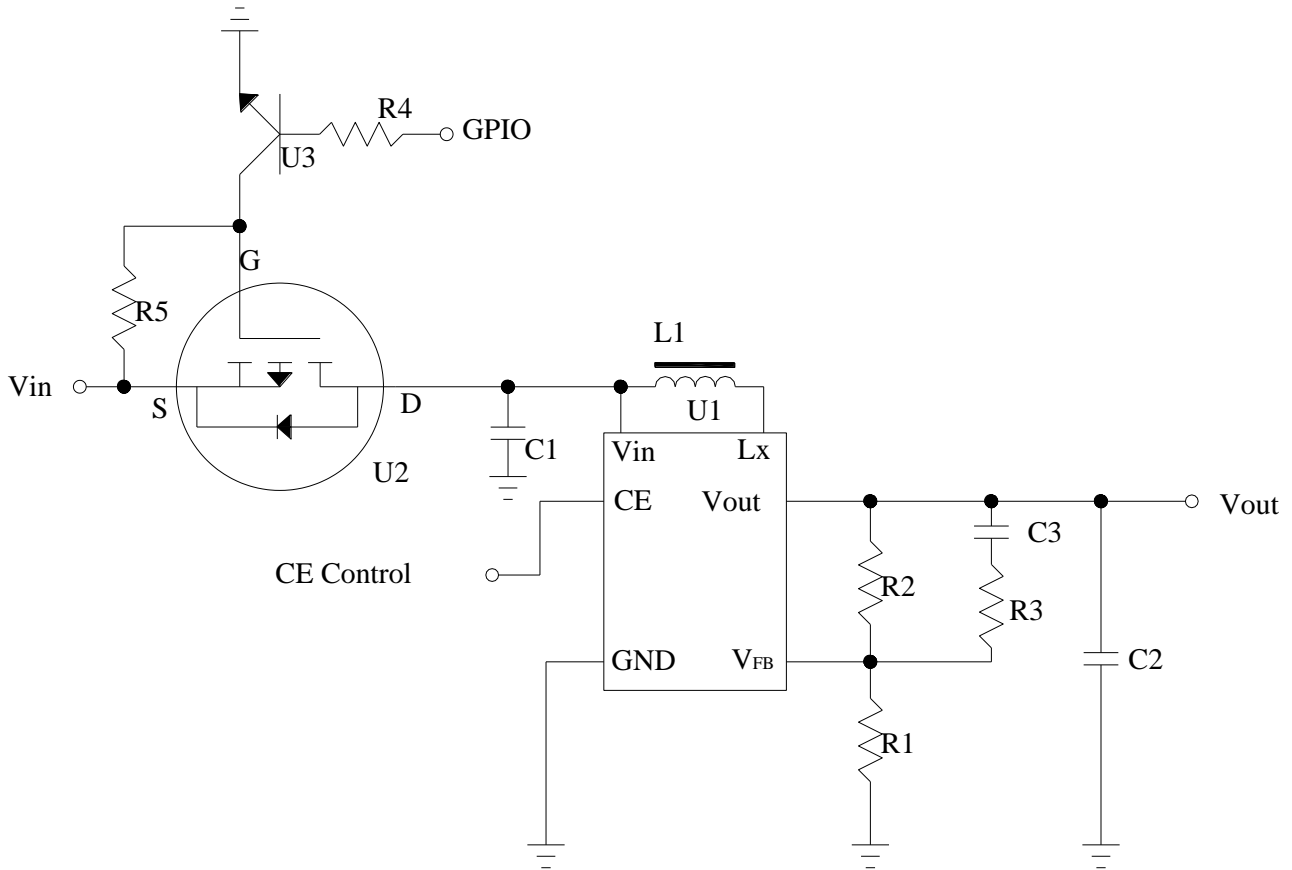 R4
GPIO
U3
G
R5
L1
Vin
S
D
U1
U2
C1
Vin
Lx
CE
Vout
Vout
C3
CE Control
R2
R3
GND
VFB
C2
R1